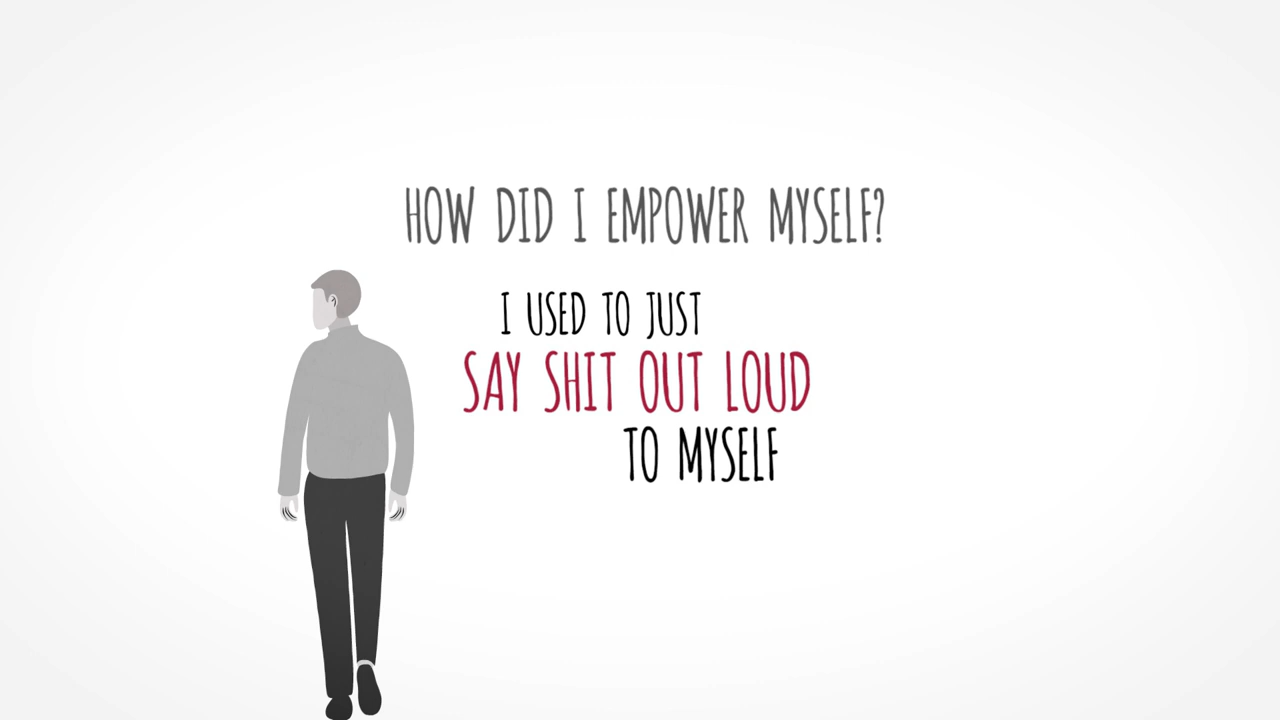 HOW DID I EMPOWER MYSELF?
I USED TO JUST
SAY SHIT OUT LOUD
TO MYSELF